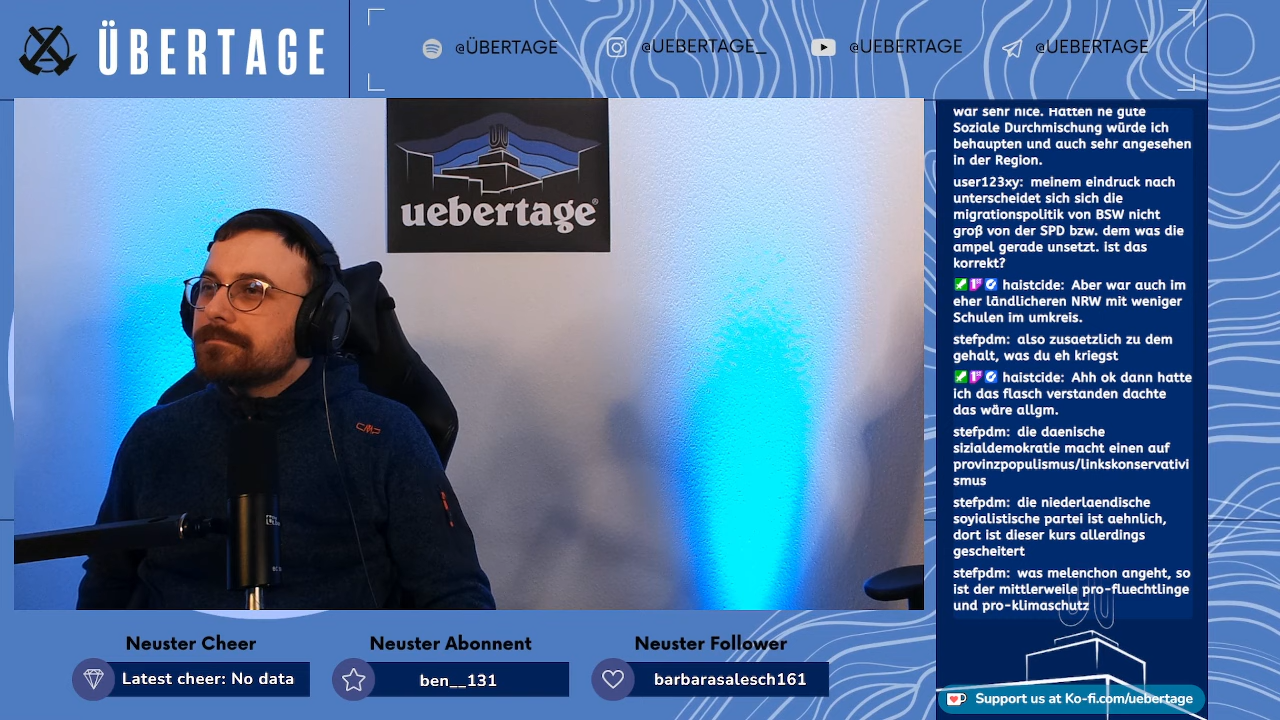 ÜBERTAGE
@ÜBERTAGE
@UEBERTAGE_
@UEBERTAGE
@UEBERTAGE
uebertage®
CMP
war sehr nice. Hatten ne gute
Soziale Durchmischung würde ich
behaupten und auch sehr angesehen
in der Region.
user123xy: meinem eindruck nach
unterscheidet sich sich die
migrationspolitik von BSW nicht
groß von der SPD bzw. dem was die
ampel gerade unsetzt. ist das
korrekt?
haistcide: Aber war auch im
eher ländlicheren NRW mit weniger
Schulen im umkreis.
stefpdm: also zusaetzlich zu dem
gehalt, was du eh kriegst
haistcide: Ahh ok dann hatte
ich das flasch verstanden dachte
das wäre allgm.
stefpdm: die daenische
sizialdemokratie macht einen auf
provinzpopulismus/linkskonservativi
smus
stefpdm: die niederlaendische
soyialistische partei ist aehnlich,
dort ist dieser kurs allerdings
gescheitert
stefpdm: was melenchon angeht, so
ist der mittlerweile pro-fluechtlinge
und pro-klimaschutz
Neuster Cheer
Neuster Abonnent
Neuster Follower
Latest cheer: No data
ben__131
barbarasalesch161
Support us at Ko-fi.com/uebertage